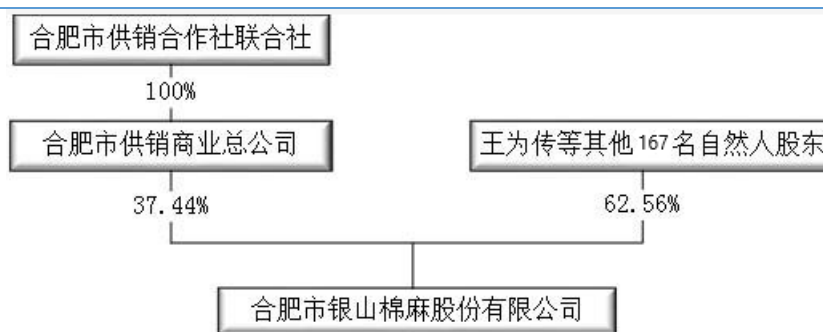 合肥市供销合作社联合社
100%
合肥市供销商业总公司
王为传等其他167名自然人股东
37.44%
62.56%
合肥市银山棉麻股份有限公司